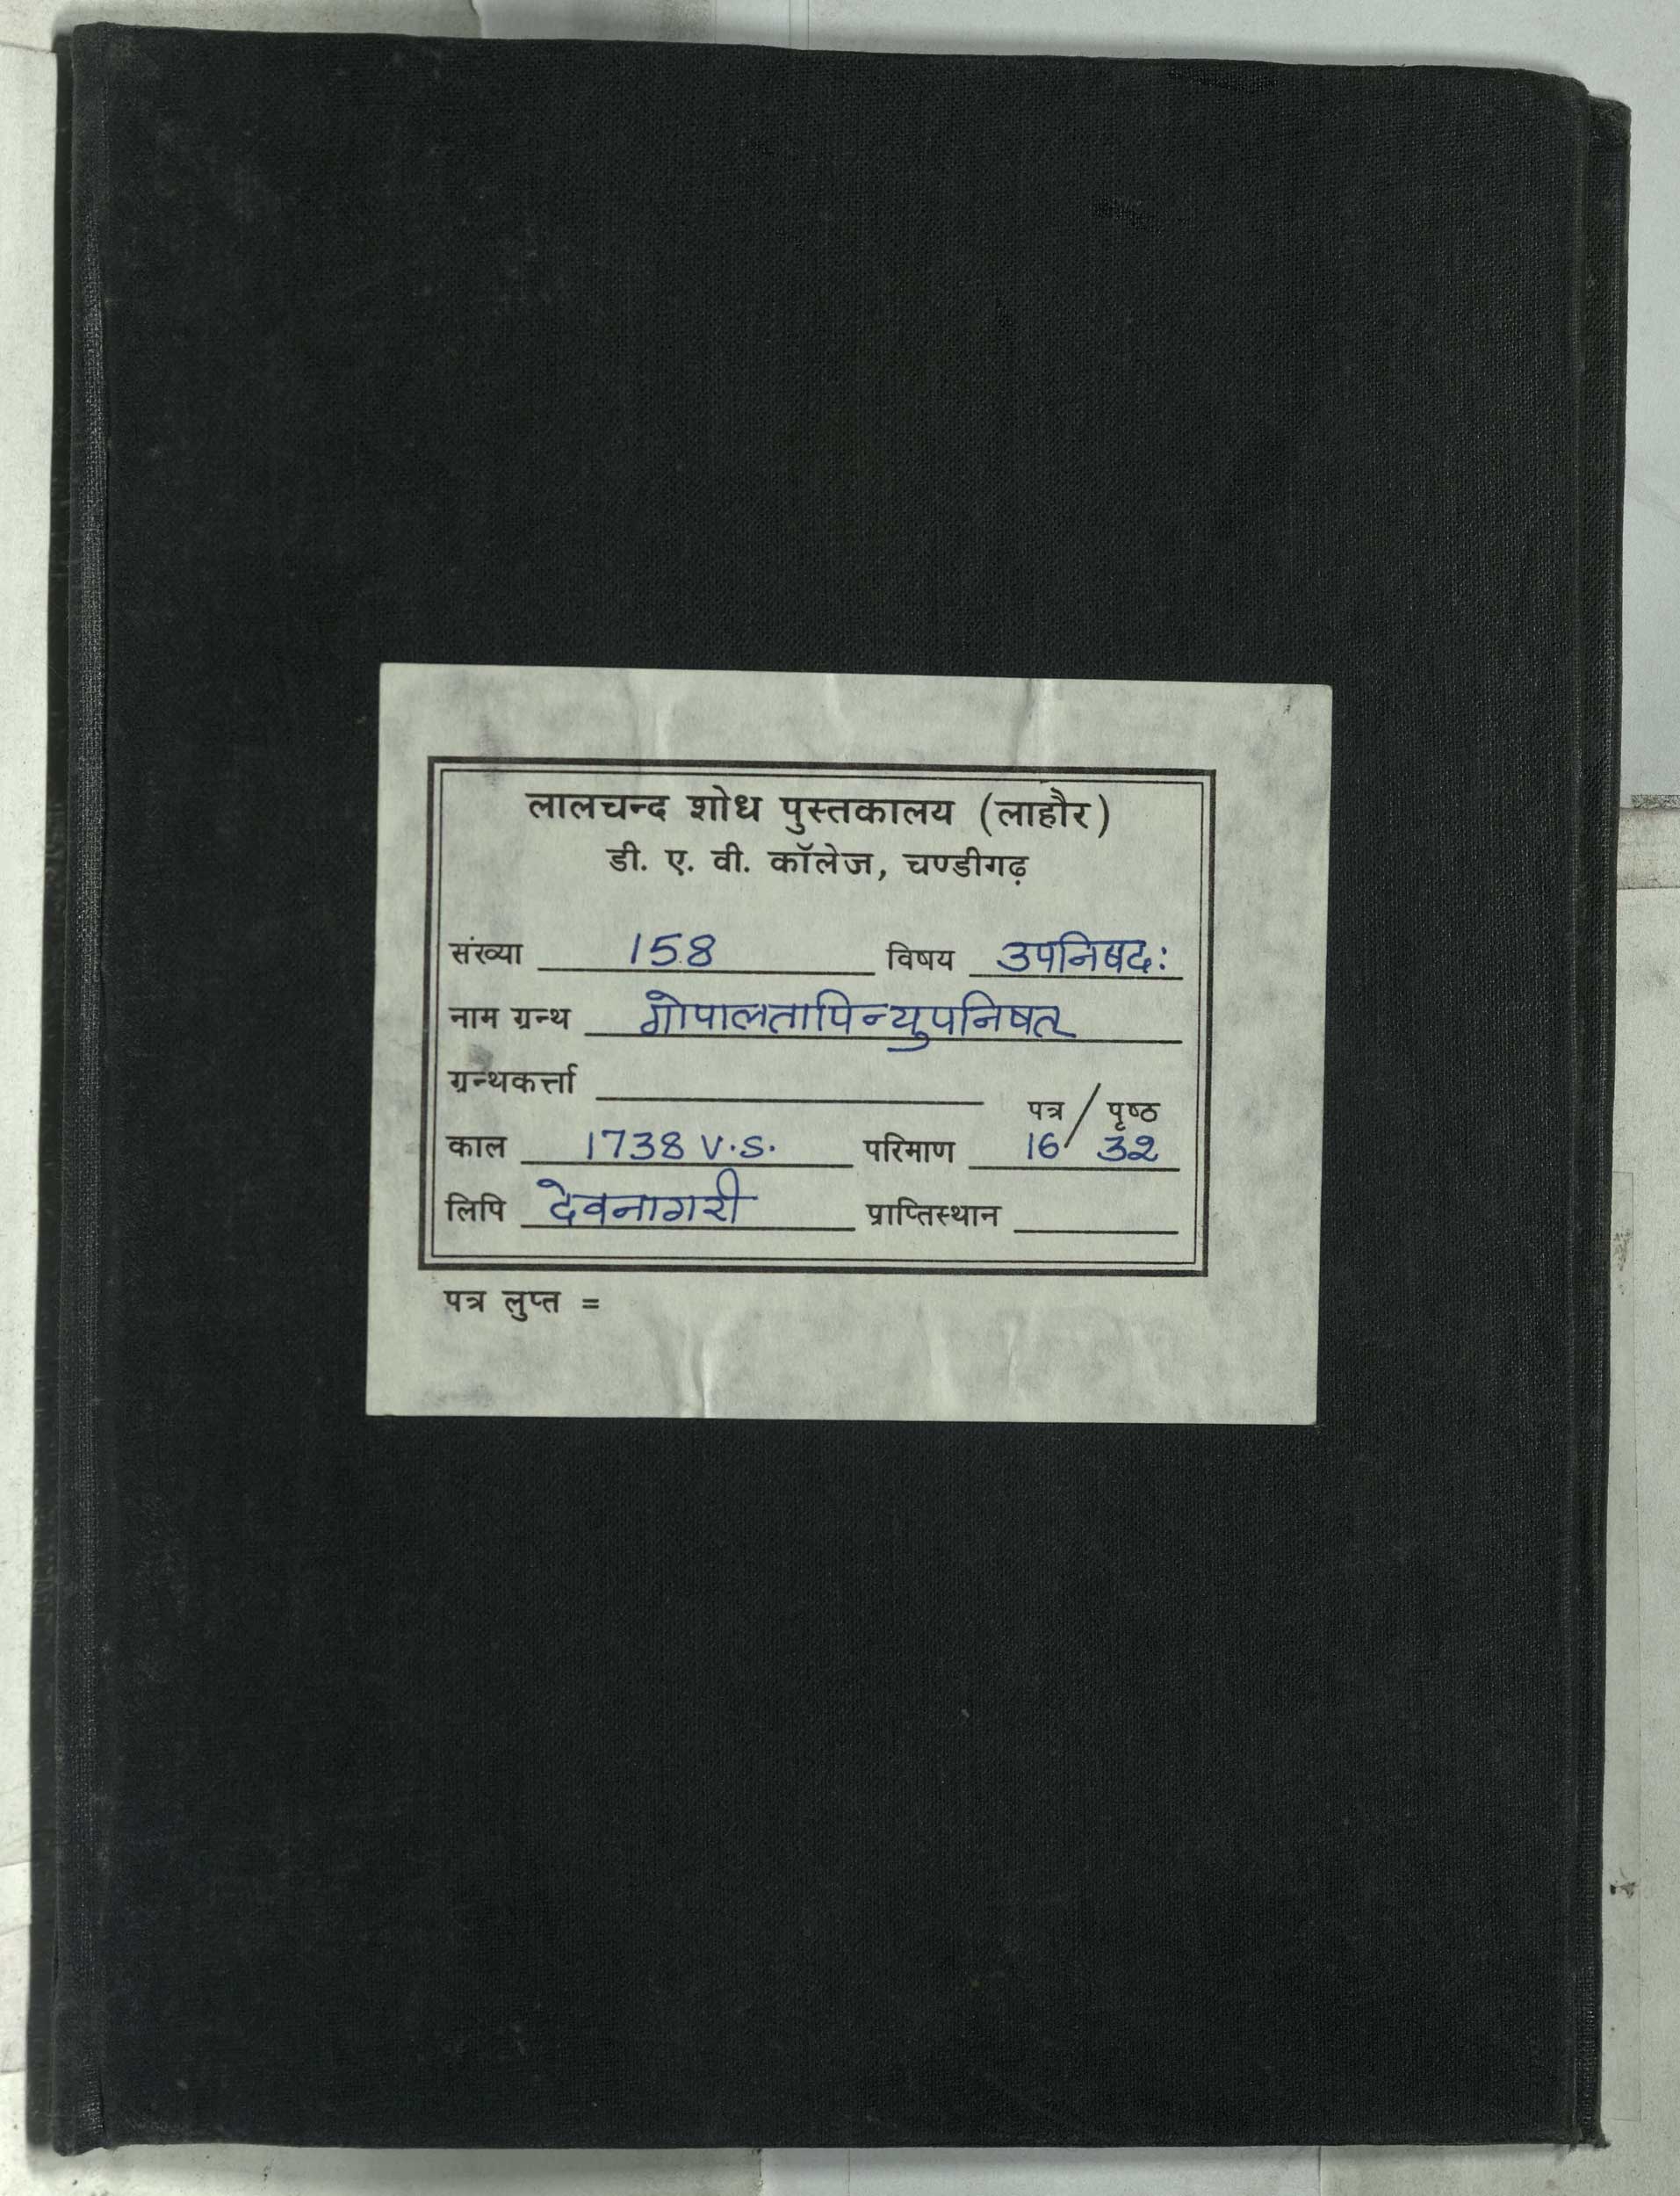 लालचन्द शोध पुस्तकालय (लाहौर)
डी. ए. वी. कॉलेज, चण्डीगढ़
संख्या 158 विषय उपनिषद:
नाम ग्रन्थ गोपालतापिन्युपनिषत्
ग्रन्थकर्त्ता
पत्र / पृष्ठ
काल 1738 V.S. परिमाण 16/ 32
लिपि देवनागरी प्राप्तिस्थान
पत्र लुप्त =